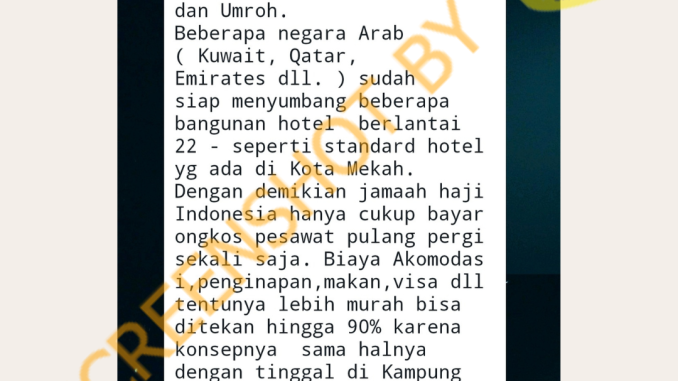 dan Umroh.
Beberapa negara Arab
( Kuwait, Qatar,
Emirates dll. ) sudah
siap menyumbang beberapa
bangunan hotel  berlantai
22 - seperti standard hotel
yg ada di Kota Mekah.
Dengan demikian jamaah haji
Indonesia hanya cukup bayar
ongkos pesawat pulang pergi
sekali saja. Biaya Akomodas
i,penginapan,makan,visa dll
tentunya lebih murah bisa
ditekan hingga 90% karena
konsepnya  sama halnya
dengan tinggal di Kampung
CREENSHOT BY